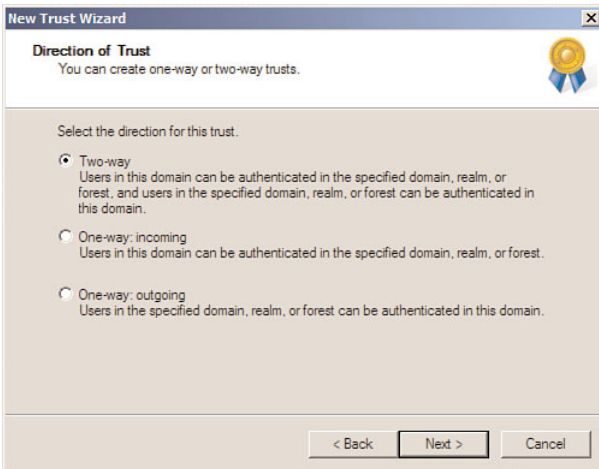 New Trust Wizard
Direction of Trust
You can create one-way or two-way trusts.
Select the direction for this trust.
Two-way
Users in this domain can be authenticated in the specified domain, realm, or
forest, and users in the specified domain, realm, or forest can be authenticated in
this domain.
One-way: incoming
Users in this domain can be authenticated in the specified domain, realm, or forest.
One-way: outgoing
Users in the specified domain, realm, or forest can be authenticated in this domain.
< Back Next > Cancel